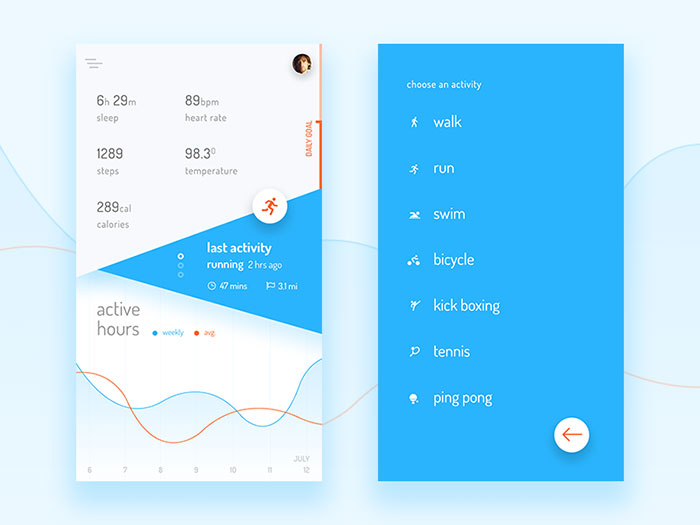 6h 29m
sleep
89bpm
heart rate
1289
steps
98.3⁰
temperature
289cal
calories
DAILY GOAL
last activity
running 2 hrs ago
47 mins 3.1 mi
active
hours
weekly avg.
JULY
6 7 8 9 10 11 12
choose an activity
walk
run
swim
bicycle
kick boxing
tennis
ping pong